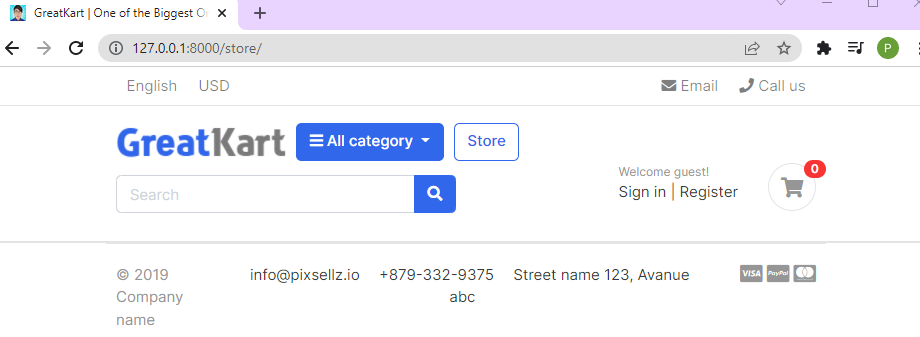 GreatKart | One of the Biggest On
127.0.0.1:8000/store/
P
English USD Email Call us
GreatKart All category Store
Search
Welcome guest!
Sign in | Register
0
© 2019 Company name
info@pixsellz.io +879-332-9375 Street name 123, Avanue
abc
VISA PayPal MasterCard